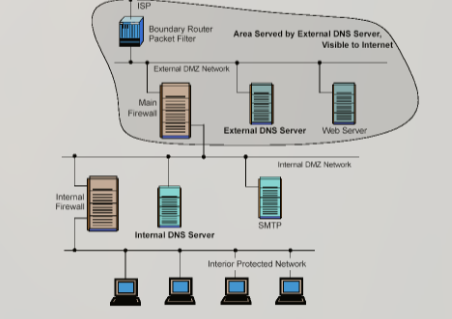 ISP
Boundary Router
Packet Filter
Area Served by External DNS Server,
Visible to Internet
External DMZ Network
Main
Firewall
External DNS Server
Web Server
Internal DMZ Network
Internal
Firewall
Internal DNS Server
SMTP
Interior Protected Network